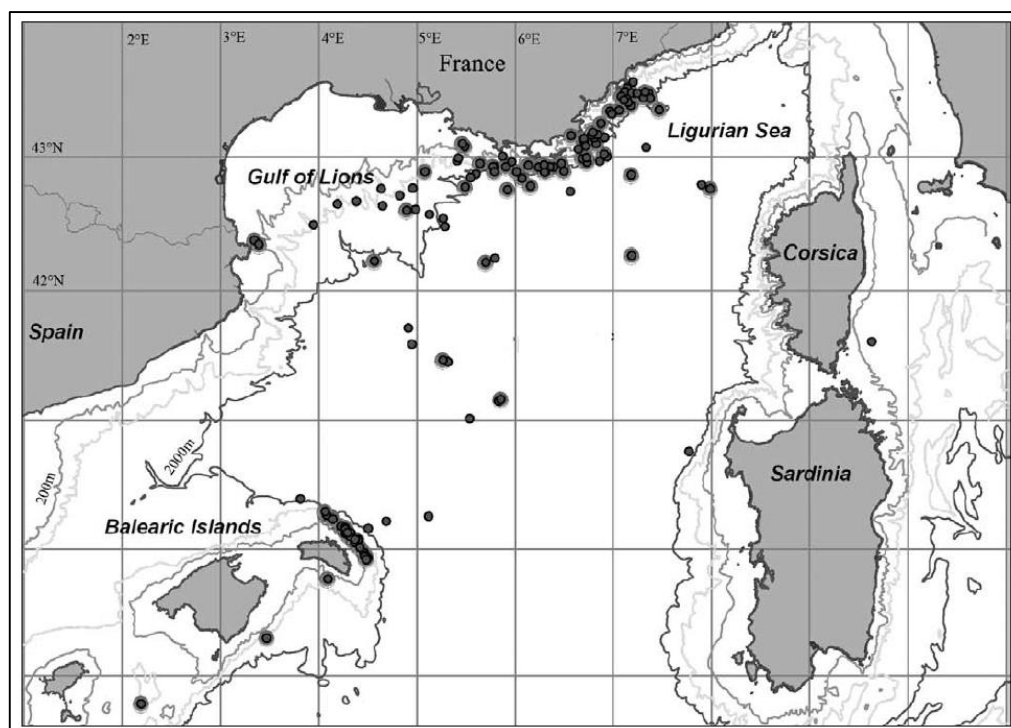 2°E 3°E 4°E 5°E 6°E 7°E
France
Ligurian Sea
43°N
Gulf of Lions
Corsica
42°N
Spain
2000m
200m
Sardinia
Balearic Islands